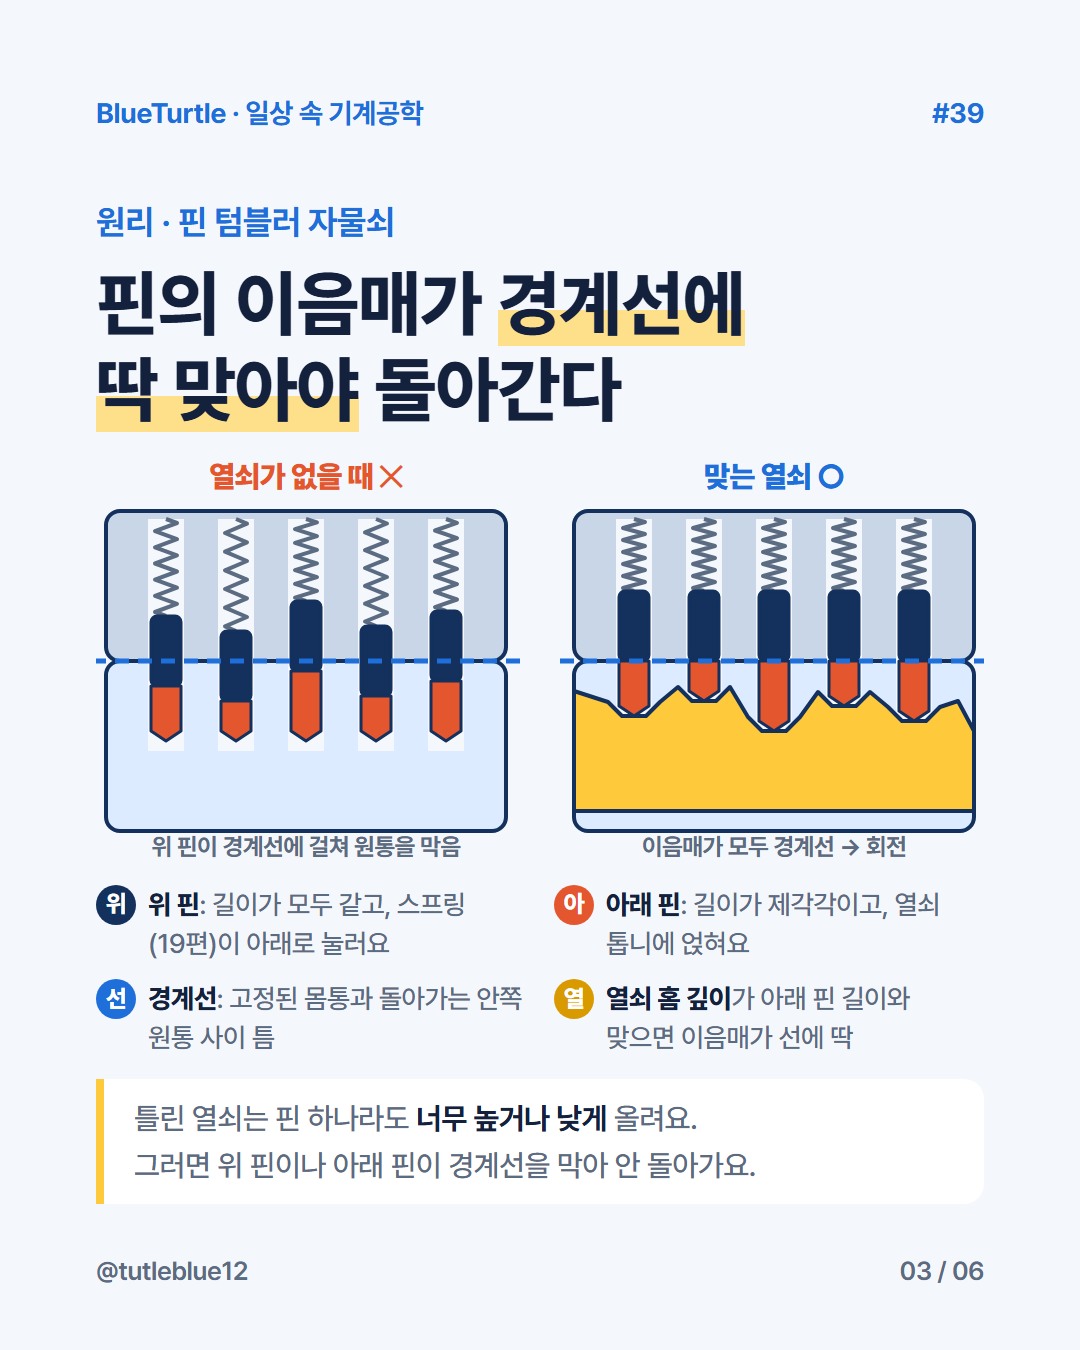 BlueTurtle · 일상 속 기계공학
#39
원리 · 핀 텀블러 자물쇠
핀의 이음매가 경계선에
딱 맞아야 돌아간다
열쇠가 없을 때 ✕
맞는 열쇠 ○
위 핀이 경계선에 걸쳐 원통을 막음
이음매가 모두 경계선 → 회전
위 위 핀: 길이가 모두 같고, 스프링
(19편)이 아래로 눌러요
아 아래 핀: 길이가 제각각이고, 열쇠
톱니에 얹혀요
선 경계선: 고정된 몸통과 돌아가는 안쪽
원통 사이 틈
열 열쇠 홈 깊이가 아래 핀 길이와
맞으면 이음매가 선에 딱
틀린 열쇠는 핀 하나라도 너무 높거나 낮게 올려요.
그러면 위 핀이나 아래 핀이 경계선을 막아 안 돌아가요.
@tutleblue12
03 / 06